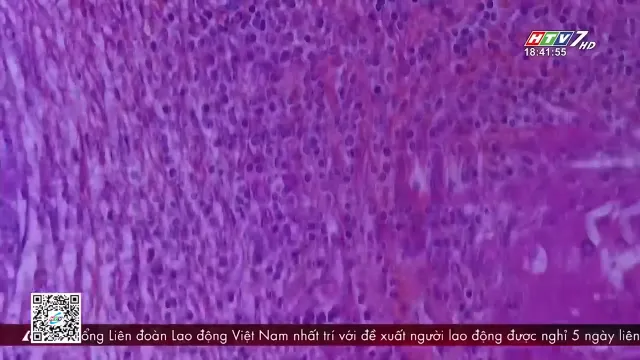 HTV7 HD
18:41:55
ổng Liên đoàn Lao động Việt Nam nhất trí với đề xuất người lao động được nghỉ 5 ngày liên